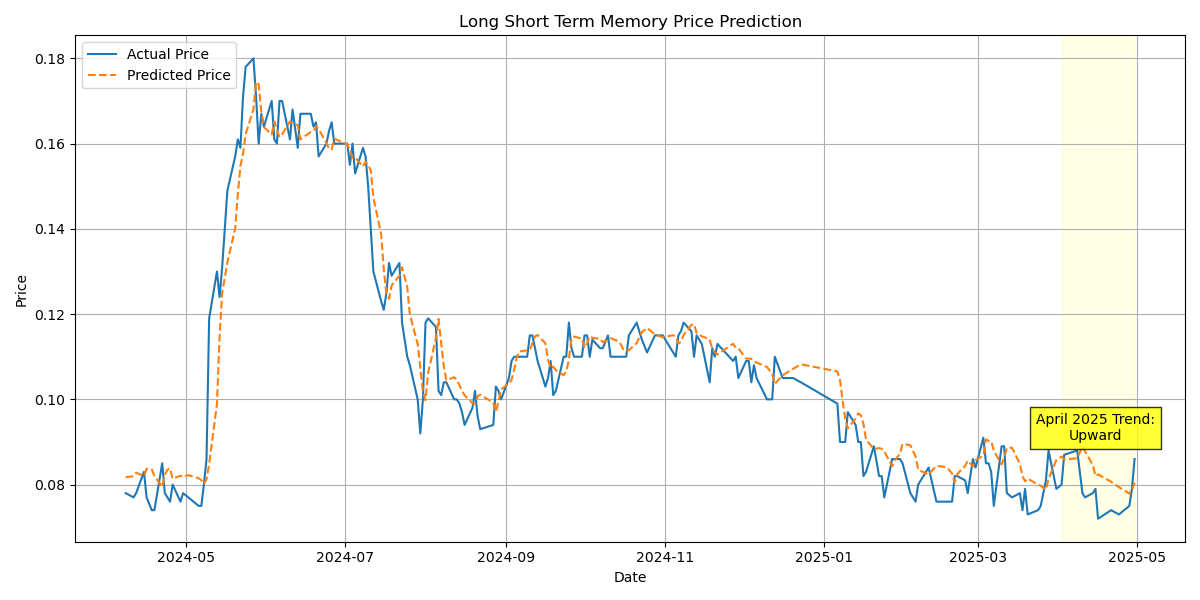 Long Short Term Memory Price Prediction
Actual Price
Predicted Price
Price
0.18
0.16
0.14
0.12
0.10
0.08
April 2025 Trend:
Upward
2024-05
2024-07
2024-09
2024-11
2025-01
2025-03
2025-05
Date